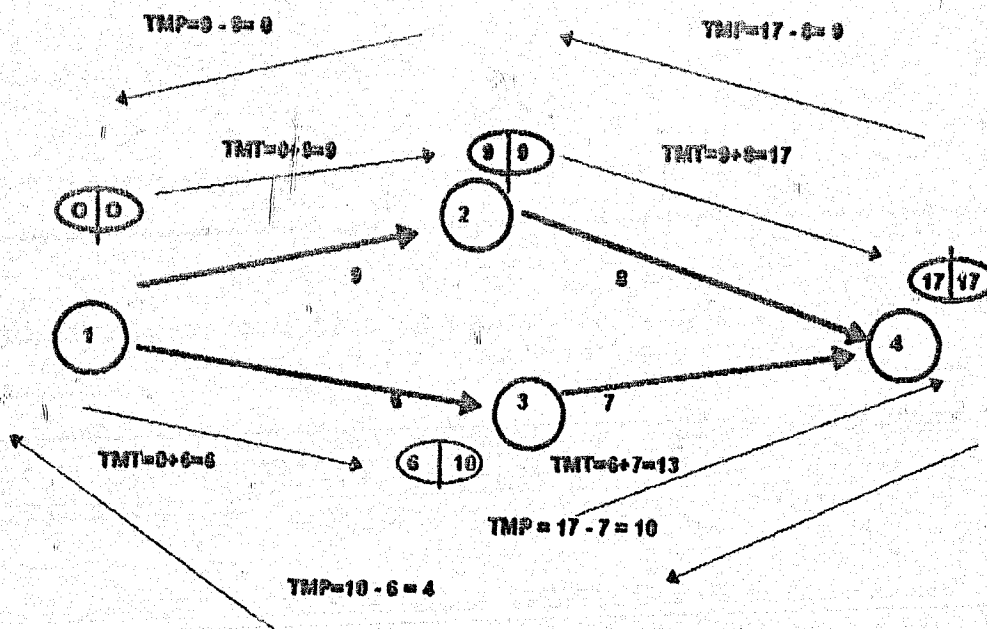 TMP=9 - 9= 0
TMP=17 - 8= 9
TMT=0+9=9
9 9
TMT=9+8=17
0 0
2
17 17
9
8
1
4
6
3
7
TMT=0+6=6
6 10
TMT=6+7=13
TMP = 17 - 7 = 10
TMP=10 - 6 = 4